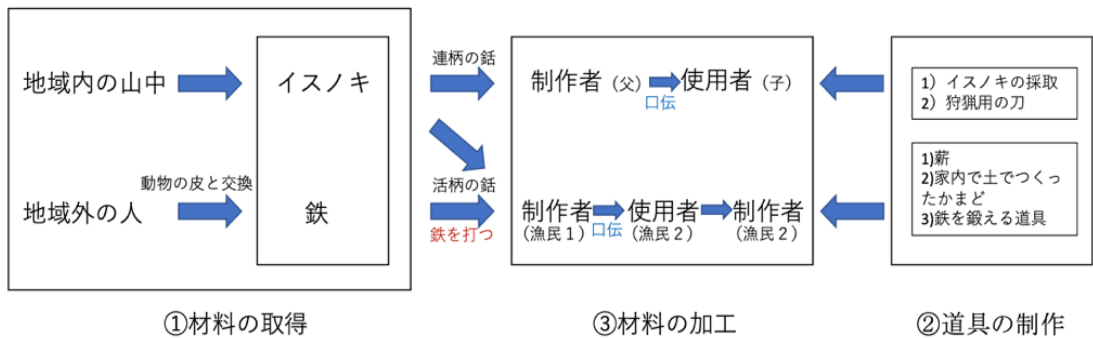 地域内の山中
イスノキ
動物の皮と交換
地域外の人
鉄
①材料の取得
連柄の銛
活柄の銛
鉄を打つ
制作者（父）
口伝
使用者（子）
制作者
（漁民１）
口伝
使用者
（漁民２）
制作者
（漁民２）
③材料の加工
1）イスノキの採取
2）狩猟用の刀
1)薪
2)家内で土でつくっ
たかまど
3)鉄を鍛える道具
②道具の制作